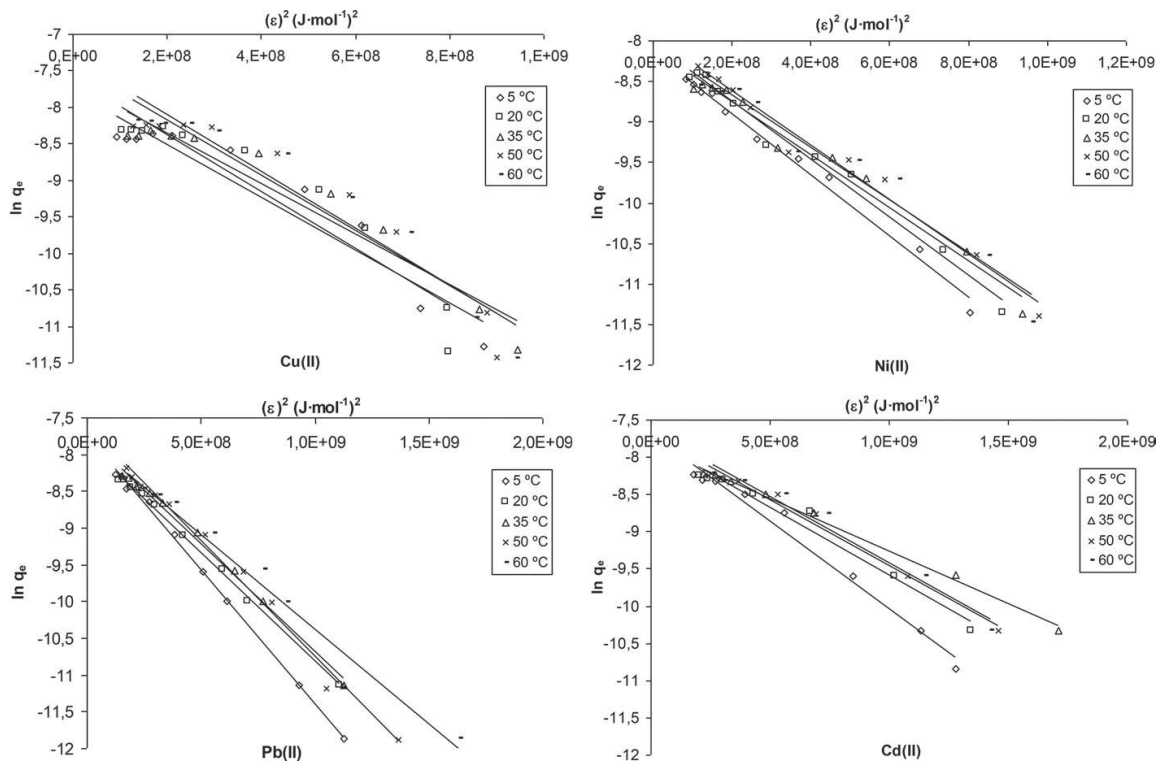 (ε)² (J·mol⁻¹)²
0,E+00 2,E+08 4,E+08 6,E+08 8,E+08 1,E+09
-7
-7,5
-8
-8,5
-9
-9,5
-10
-10,5
-11
-11,5
ln qₑ
5 ºC
20 ºC
35 ºC
50 ºC
60 ºC
Cu(II)
(ε)² (J·mol⁻¹)²
0,0E+00 2,0E+08 4,0E+08 6,0E+08 8,0E+08 1,0E+09 1,2E+09
-8
-8,5
-9
-9,5
-10
-10,5
-11
-11,5
-12
ln qₑ
5 ºC
20 ºC
35 ºC
50 ºC
60 ºC
Ni(II)
(ε)² (J·mol⁻¹)²
0,0E+00 5,0E+08 1,0E+09 1,5E+09 2,0E+09
-7,5
-8
-8,5
-9
-9,5
-10
-10,5
-11
-11,5
-12
ln qₑ
5 ºC
20 ºC
35 ºC
50 ºC
60 ºC
Pb(II)
(ε)² (J·mol⁻¹)²
0,0E+00 5,0E+08 1,0E+09 1,5E+09 2,0E+09
-7,5
-8
-8,5
-9
-9,5
-10
-10,5
-11
-11,5
-12
ln qₑ
5 ºC
20 ºC
35 ºC
50 ºC
60 ºC
Cd(II)